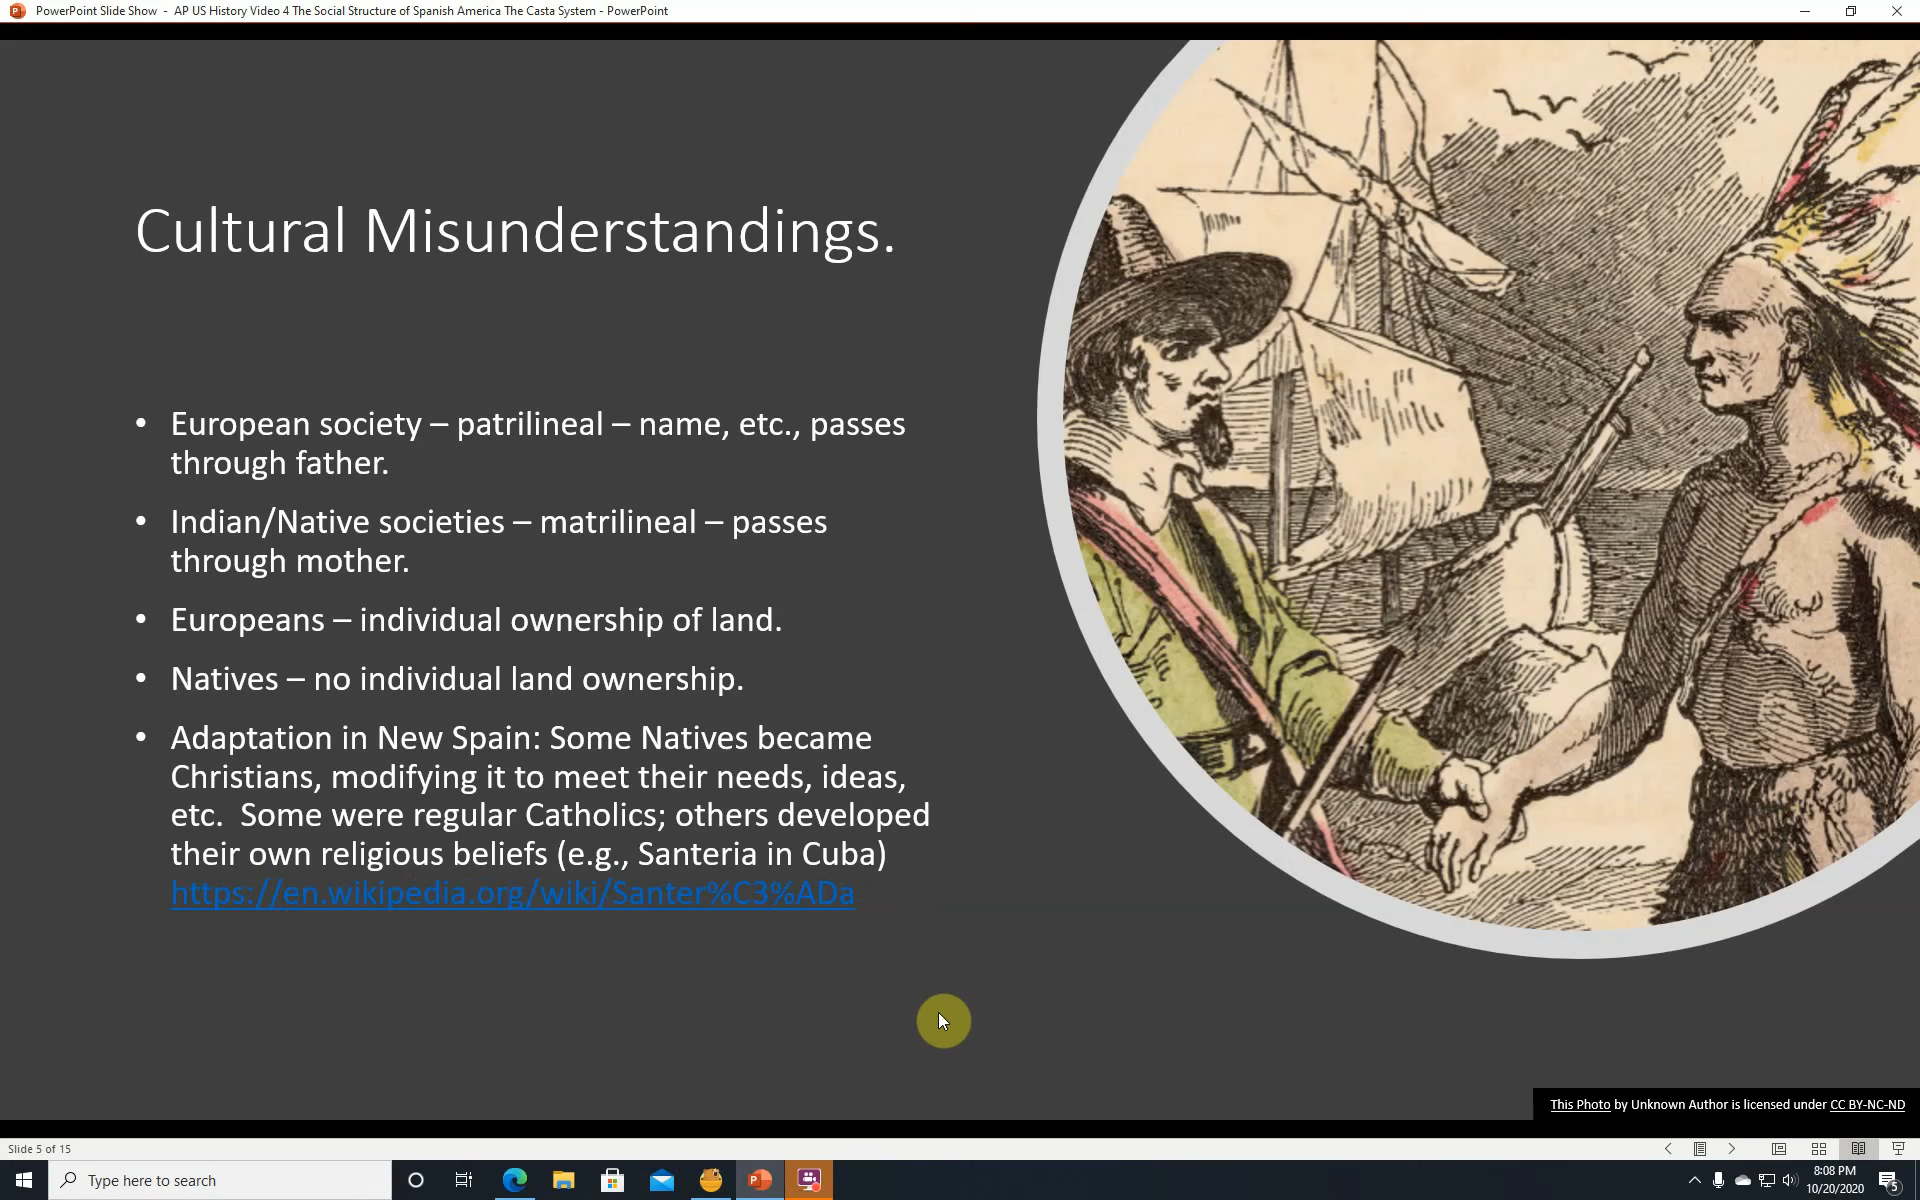 PowerPoint Slide Show - AP US History Video 4 The Social Structure of Spanish America The Casta System - PowerPoint
Cultural Misunderstandings.
• European society – patrilineal – name, etc., passes
through father.
• Indian/Native societies – matrilineal – passes
through mother.
• Europeans – individual ownership of land.
• Natives – no individual land ownership.
• Adaptation in New Spain: Some Natives became
Christians, modifying it to meet their needs, ideas,
etc.  Some were regular Catholics; others developed
their own religious beliefs (e.g., Santeria in Cuba)
https://en.wikipedia.org/wiki/Santer%C3%ADa
This Photo by Unknown Author is licensed under CC BY-NC-ND
Slide 5 of 15
Type here to search
8:08 PM
10/20/2020
5